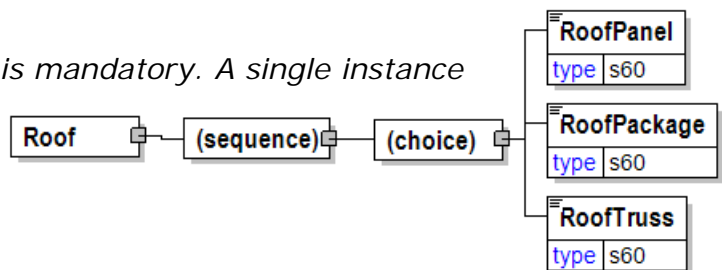 RoofPanel
type s60
is mandatory. A single instance
Roof
(sequence)
(choice)
RoofPackage
type s60
RoofTruss
type s60